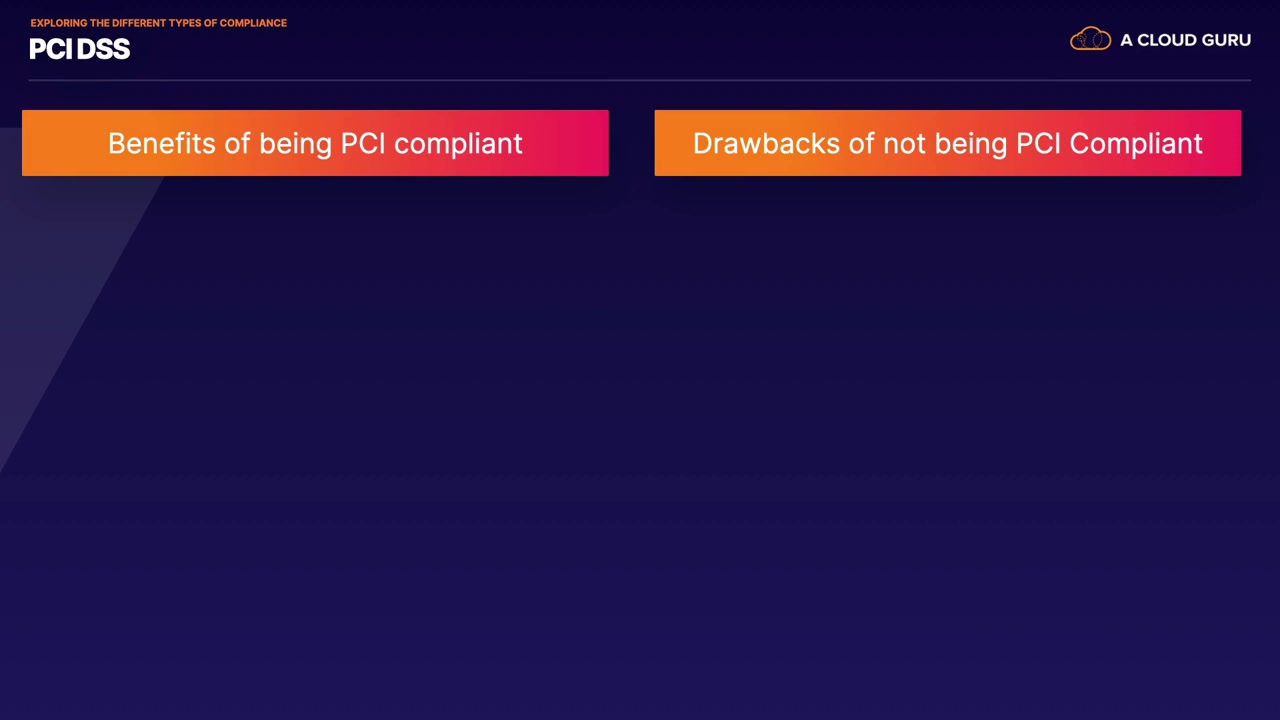 EXPLORING THE DIFFERENT TYPES OF COMPLIANCE
PCI DSS
A CLOUD GURU
Benefits of being PCI compliant
Drawbacks of not being PCI Compliant